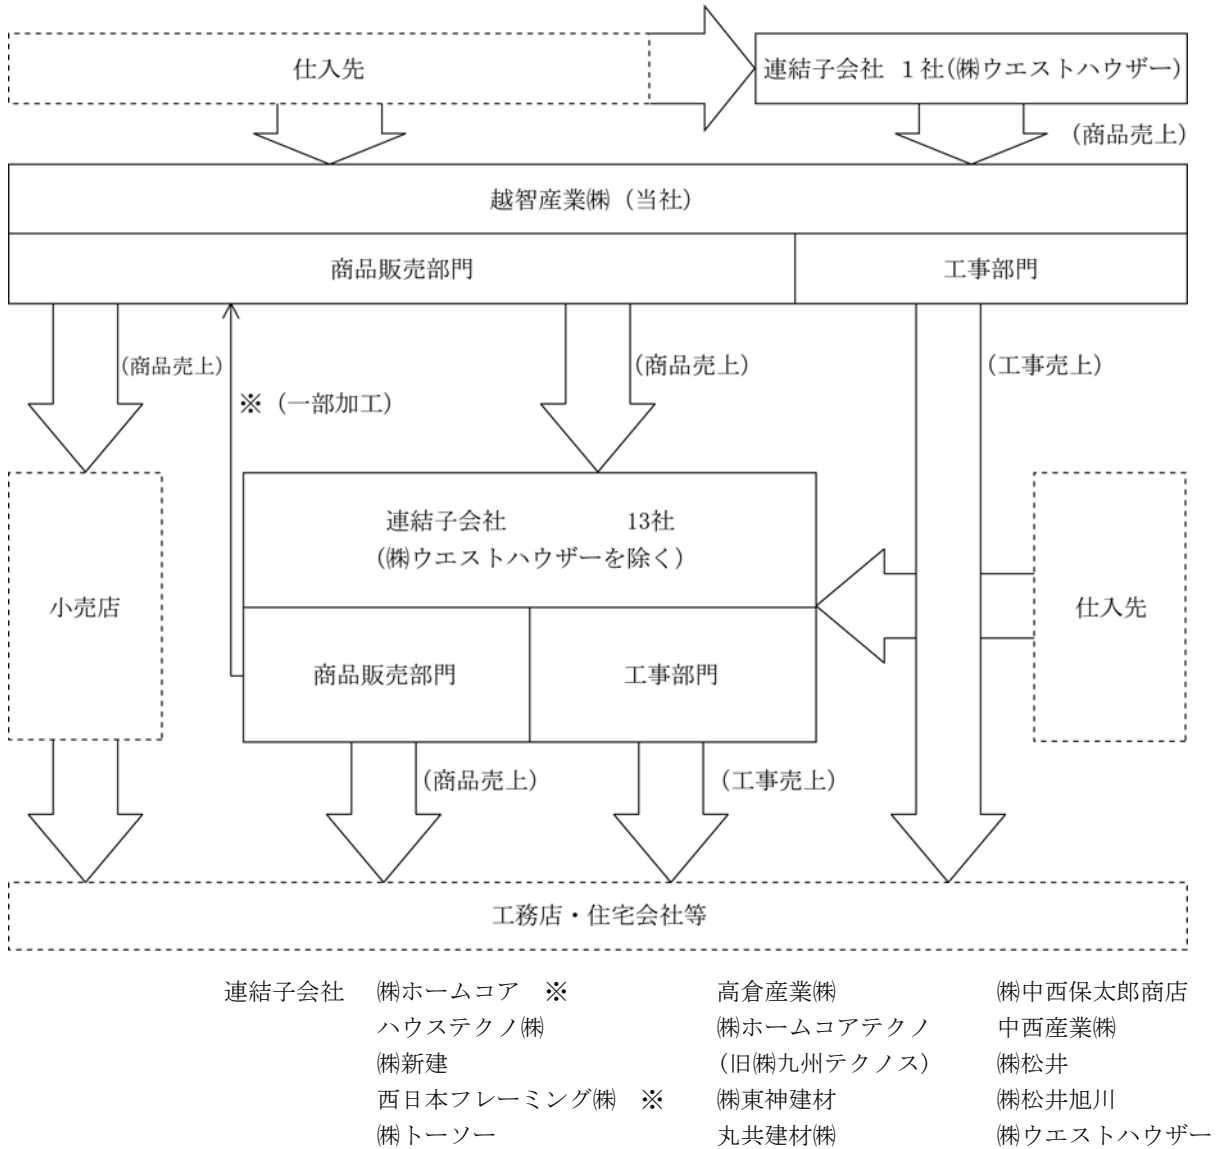 仕入先
連結子会社 1社(㈱ウエストハウザー)
(商品売上)
越智産業㈱(当社)
商品販売部門
工事部門
(商品売上)
(商品売上)
(工事売上)
※(一部加工)
連結子会社 13社
(㈱ウエストハウザーを除く)
小売店
仕入先
商品販売部門
工事部門
(商品売上)
(工事売上)
工務店・住宅会社等
連結子会社 ㈱ホームコア ※ 高倉産業㈱ ㈱中西保太郎商店
ハウステクノ㈱ ㈱ホームコアテクノ 中西産業㈱
㈱新建 (旧㈱九州テクノス) ㈱松井
西日本フレーミング㈱ ※ ㈱東神建材 ㈱松井旭川
㈱トーソー 丸共建材㈱ ㈱ウエストハウザー